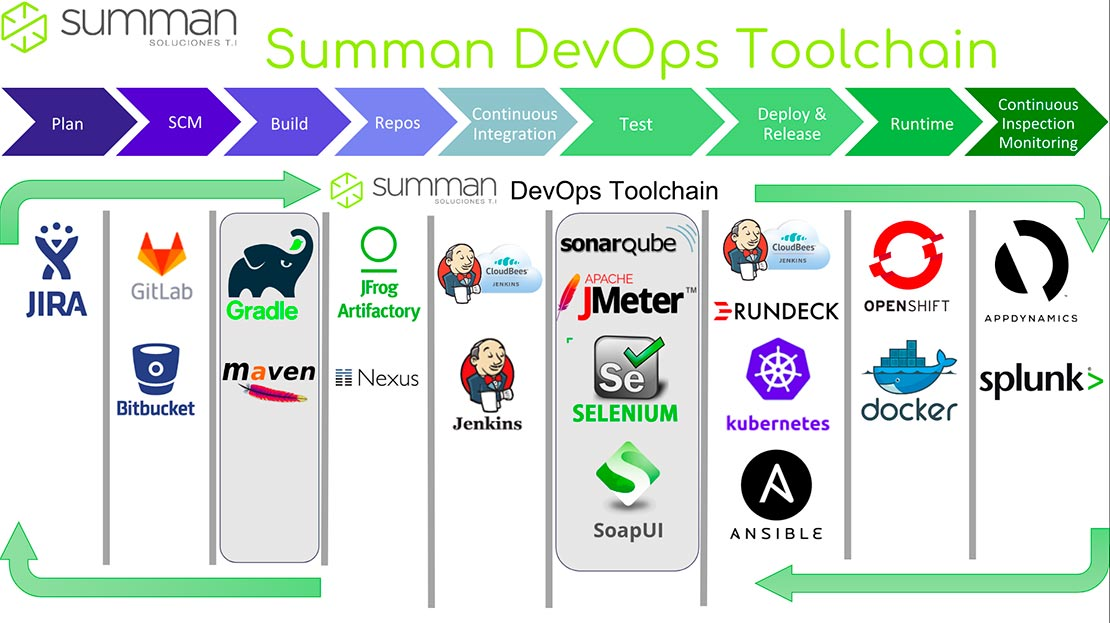 summan
SOLUCIONES T.I
Summan DevOps Toolchain
Plan
SCM
Build
Repos
Continuous
Integration
Test
Deploy &
Release
Runtime
Continuous
Inspection
Monitoring
summan
SOLUCIONES T.I
DevOps Toolchain
JIRA
GitLab
Bitbucket
Gradle
maven
JFrog
Artifactory
Nexus
CloudBees
JENKINS
Jenkins
sonarqube
APACHE
JMeter™
Se
SELENIUM
SoapUI
CloudBees
JENKINS
RUNDECK
kubernetes
ANSIBLE
OPENSHIFT
docker
APPDYNAMICS
splunk>